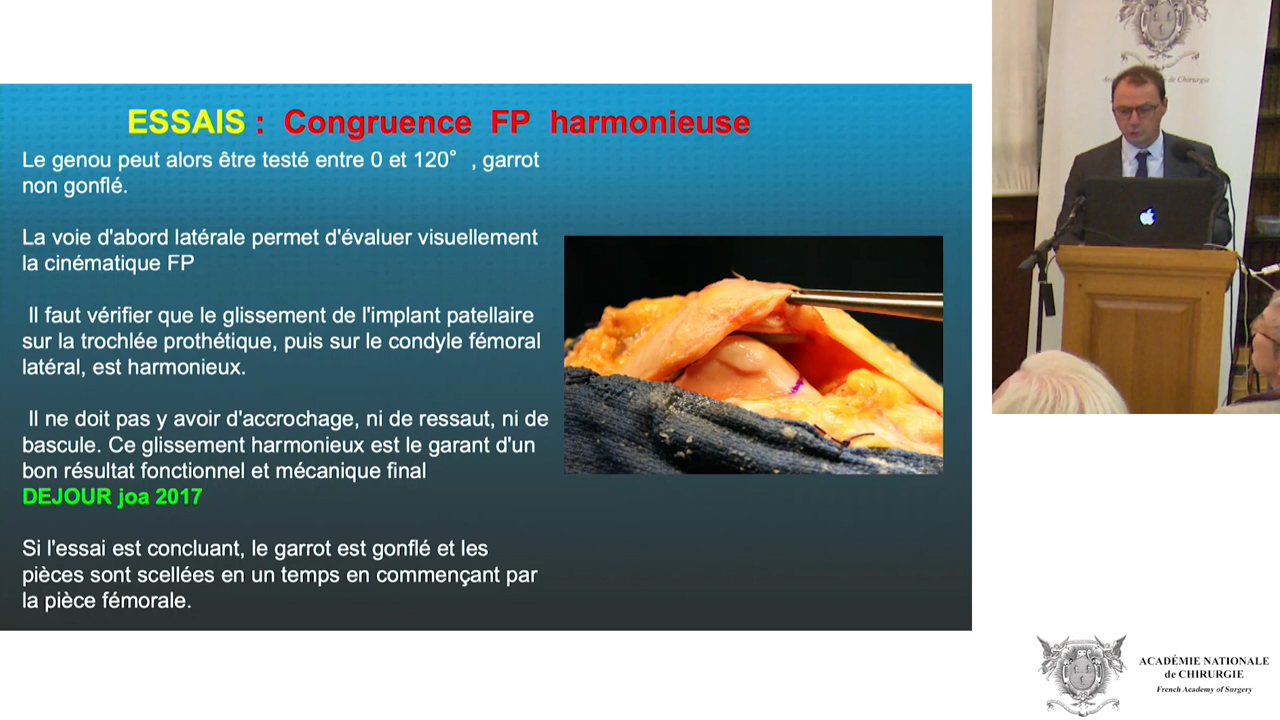 ESSAIS : Congruence FP harmonieuse
Le genou peut alors être testé entre 0 et 120° , garrot
non gonflé.
La voie d'abord latérale permet d'évaluer visuellement
la cinématique FP
Il faut vérifier que le glissement de l'implant patellaire
sur la trochlée prothétique, puis sur le condyle fémoral
latéral, est harmonieux.
Il ne doit pas y avoir d'accrochage, ni de ressaut, ni de
bascule. Ce glissement harmonieux est le garant d'un
bon résultat fonctionnel et mécanique final
DEJOUR joa 2017
Si l'essai est concluant, le garrot est gonflé et les
pièces sont scellées en un temps en commençant par
la pièce fémorale.
de Chirurgie
ACADÉMIE NATIONALE
de CHIRURGIE
French Academy of Surgery